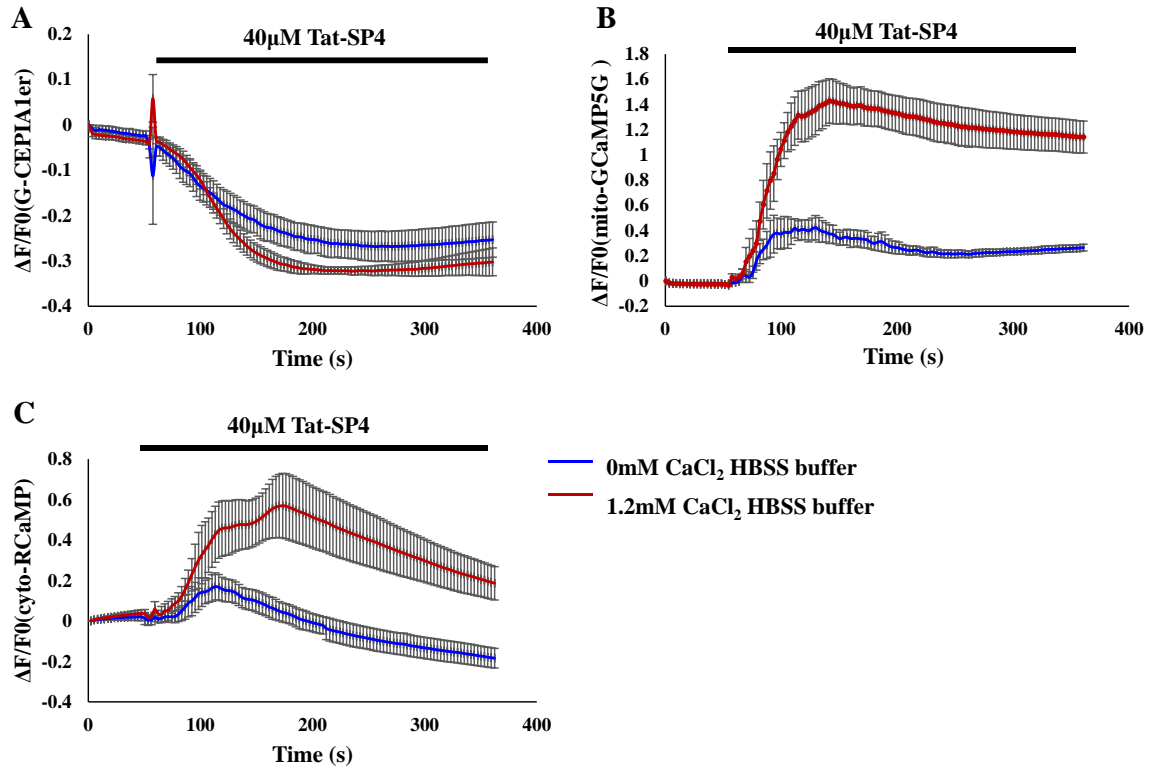 A
40μM Tat-SP4
ΔF/F0(G-CEPIA1er)
0.2
0.1
0
-0.1
-0.2
-0.3
-0.4
0
100
200
300
400
Time (s)
B
40μM Tat-SP4
ΔF/F0(mito-GCaMP5G )
1.8
1.6
1.4
1.2
1
0.8
0.6
0.4
0.2
0
-0.2
0
100
200
300
400
Time (s)
C
40μM Tat-SP4
ΔF/F0(cyto-RCaMP)
0.8
0.6
0.4
0.2
0
-0.2
-0.4
0
100
200
300
400
Time (s)
0mM CaCl₂ HBSS buffer
1.2mM CaCl₂ HBSS buffer